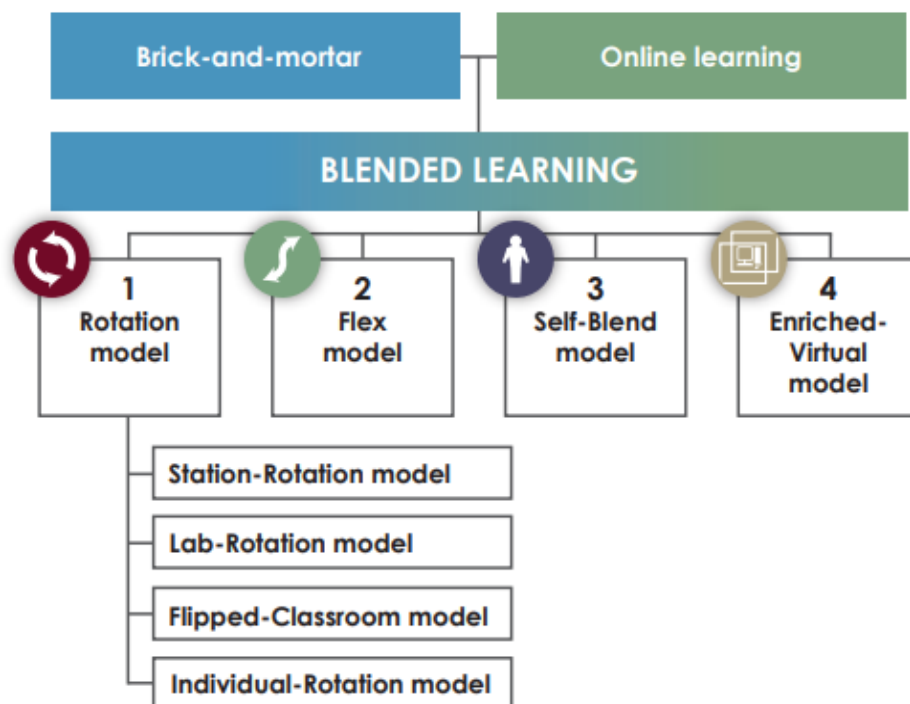 Brick-and-mortar
Online learning
BLENDED LEARNING
1
Rotation
model
2
Flex
model
3
Self-Blend
model
4
Enriched-
Virtual
model
Station-Rotation model
Lab-Rotation model
Flipped-Classroom model
Individual-Rotation model